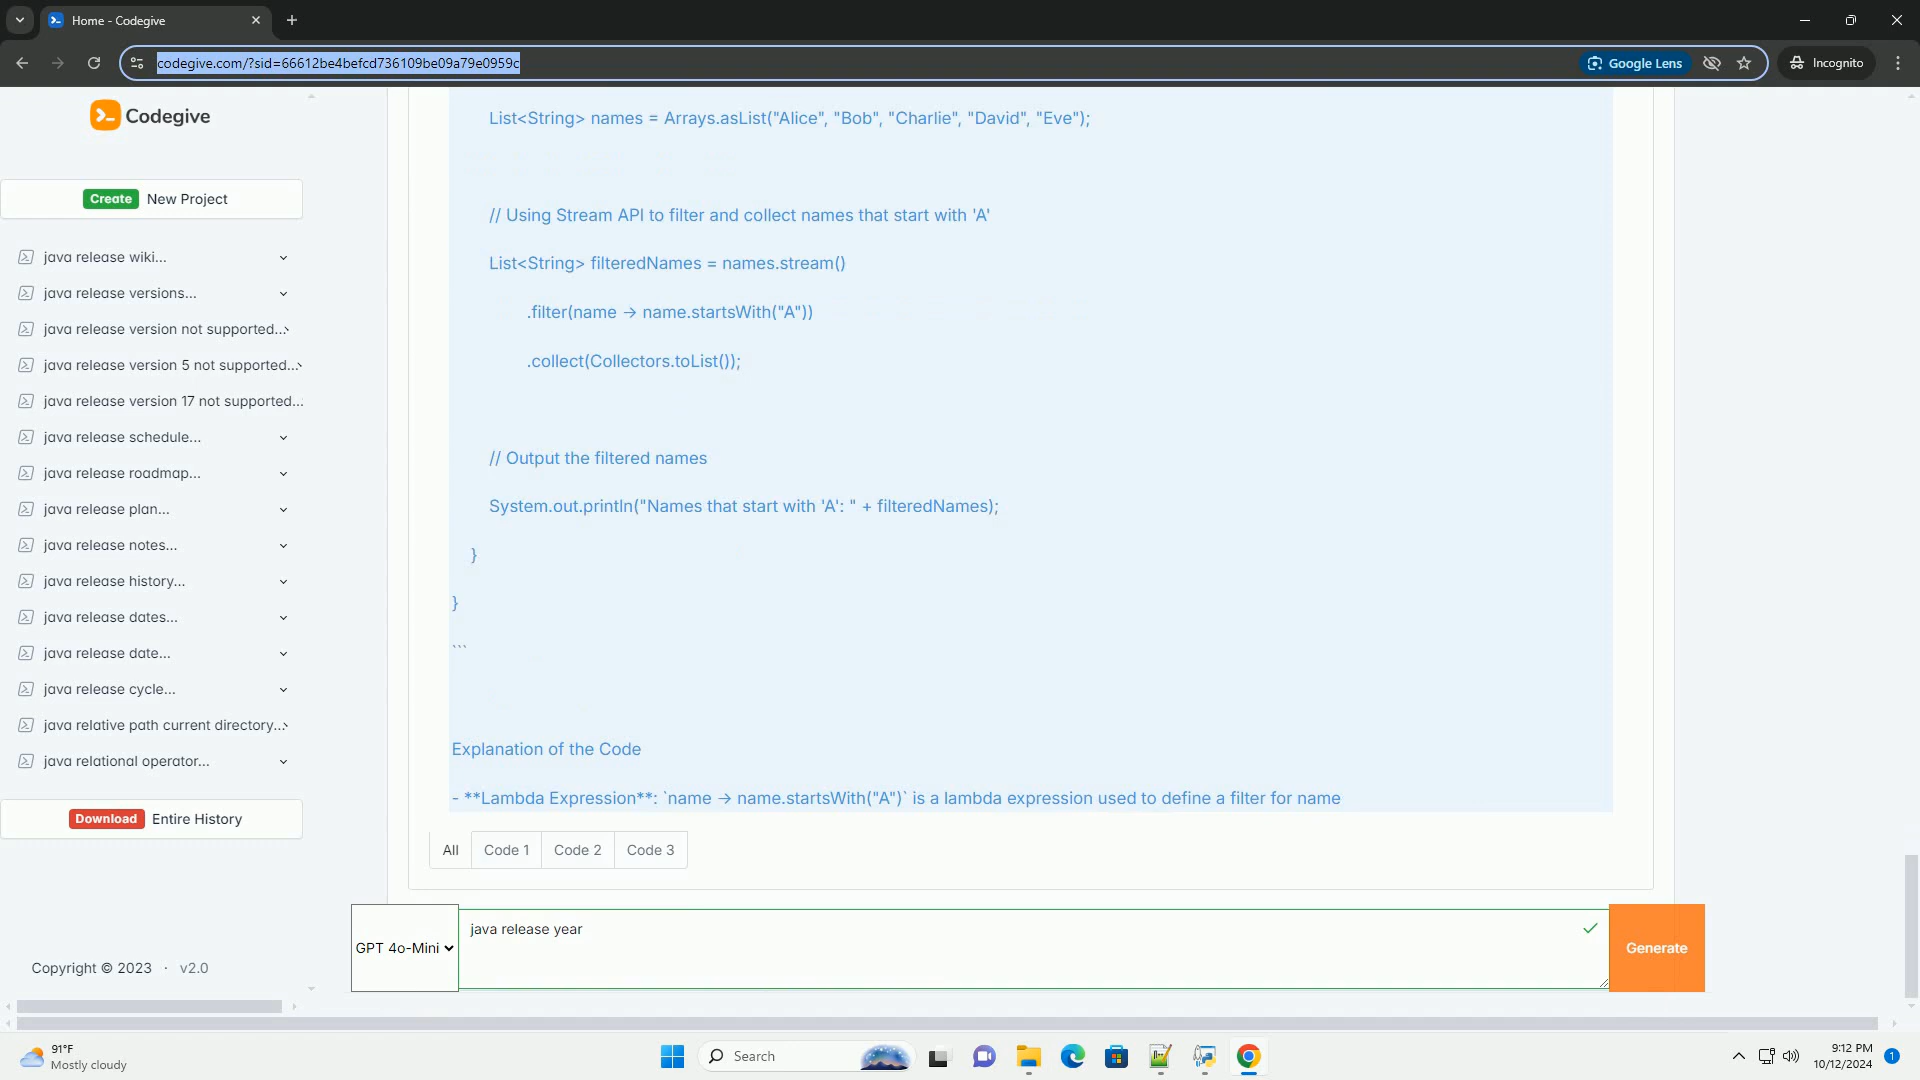 Home - Codegive
codegive.com/?sid=66612be4befcd736109be09a79e0959c
Google Lens
Incognito
Codegive
Create New Project
java release wiki...
java release versions...
java release version not supported...
java release version 5 not supported...
java release version 17 not supported...
java release schedule...
java release roadmap...
java release plan...
java release notes...
java release history...
java release dates...
java release date...
java release cycle...
java relative path current directory...
java relational operator...
Download Entire History
Copyright © 2023 · v2.0
List<String> names = Arrays.asList("Alice", "Bob", "Charlie", "David", "Eve");
// Using Stream API to filter and collect names that start with 'A'
List<String> filteredNames = names.stream()
.filter(name -> name.startsWith("A"))
.collect(Collectors.toList());
// Output the filtered names
System.out.println("Names that start with 'A': " + filteredNames);
}
}
```
Explanation of the Code
- **Lambda Expression**: `name -> name.startsWith("A")` is a lambda expression used to define a filter for name
All Code 1 Code 2 Code 3
GPT 4o-Mini
java release year
Generate
91°F
Mostly cloudy
Search
9:12 PM
10/12/2024
1